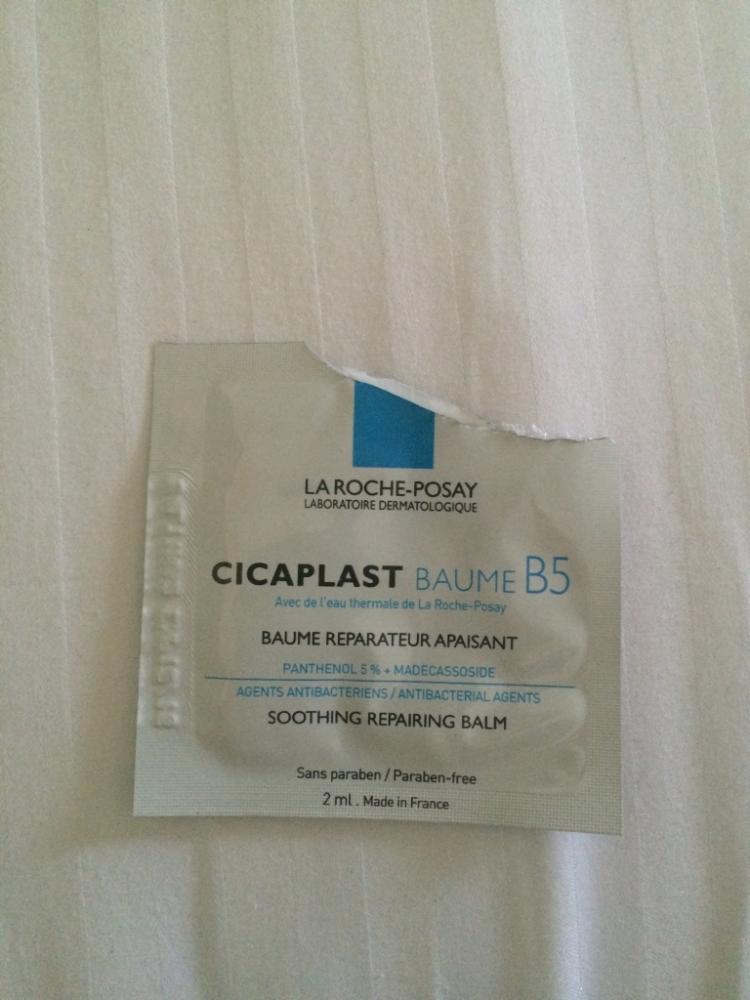 LA ROCHE-POSAY
LABORATOIRE DERMATOLOGIQUE
CICAPLAST BAUME B5
Avec de l'eau thermale de La Roche-Posay
BAUME REPARATEUR APAISANT
PANTHENOL 5 % + MADECASSOSIDE
AGENTS ANTIBACTERIENS / ANTIBACTERIAL AGENTS
SOOTHING REPAIRING BALM
Sans paraben / Paraben-free
2 ml . Made in France